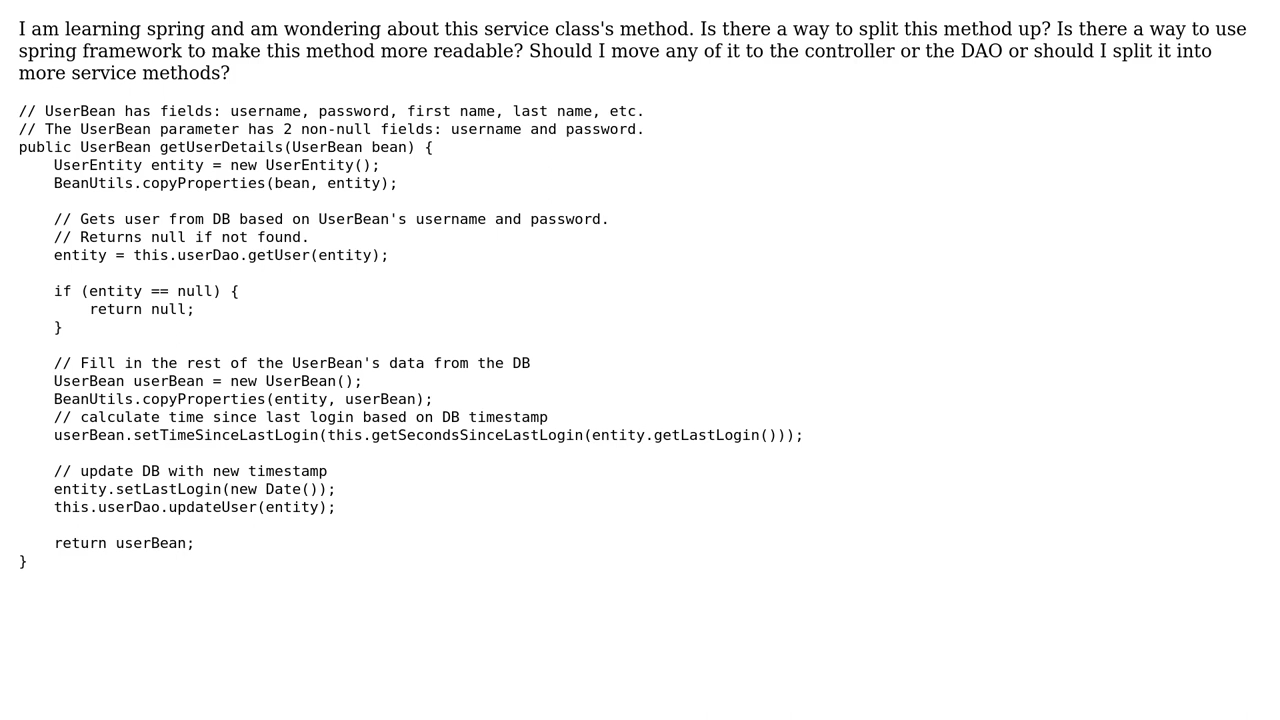 I am learning spring and am wondering about this service class's method. Is there a way to split this method up? Is there a way to use
spring framework to make this method more readable? Should I move any of it to the controller or the DAO or should I split it into
more service methods?
// UserBean has fields: username, password, first name, last name, etc.
// The UserBean parameter has 2 non-null fields: username and password.
public UserBean getUserDetails(UserBean bean) {
    UserEntity entity = new UserEntity();
    BeanUtils.copyProperties(bean, entity);

    // Gets user from DB based on UserBean's username and password.
    // Returns null if not found.
    entity = this.userDao.getUser(entity);

    if (entity == null) {
        return null;
    }

    // Fill in the rest of the UserBean's data from the DB
    UserBean userBean = new UserBean();
    BeanUtils.copyProperties(entity, userBean);
    // calculate time since last login based on DB timestamp
    userBean.setTimeSinceLastLogin(this.getSecondsSinceLastLogin(entity.getLastLogin()));

    // update DB with new timestamp
    entity.setLastLogin(new Date());
    this.userDao.updateUser(entity);

    return userBean;
}